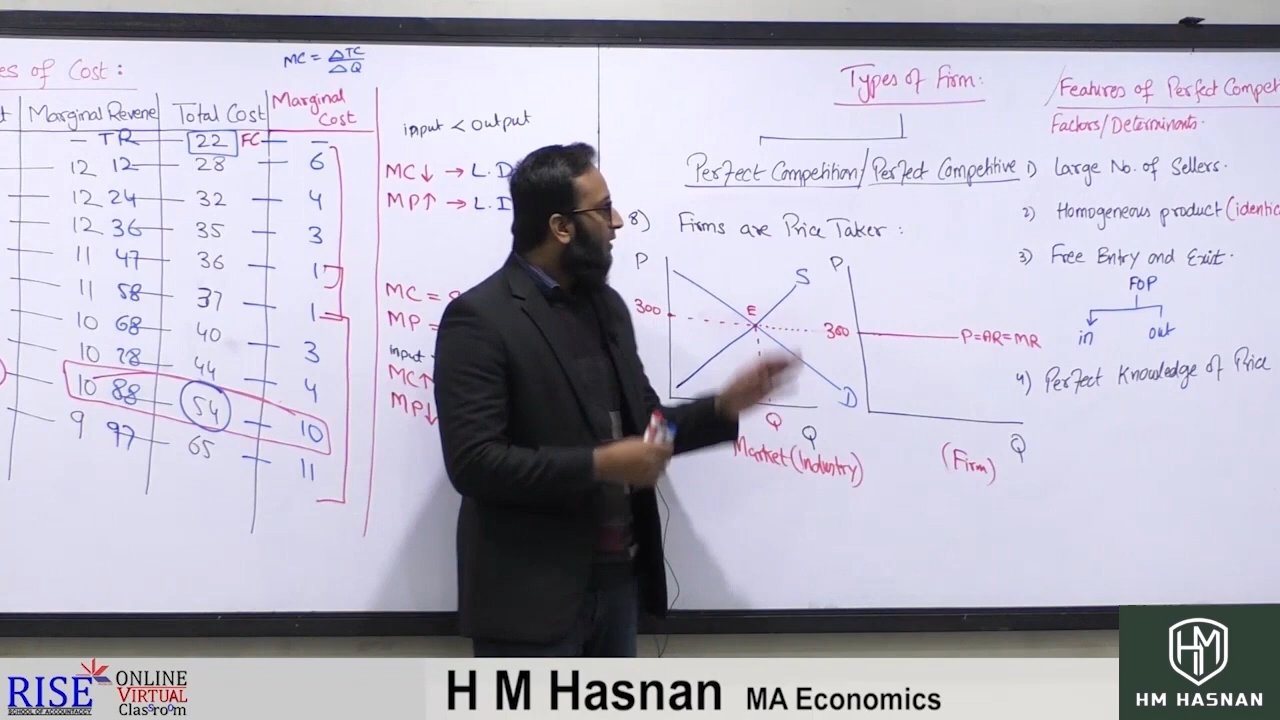 es of Cost:
MC = ΔTC/ΔQ
t Marginal Revene Total Cost Marginal Cost
– TR 22 FC –
12 12 28 6
12 24 32 4
12 36 35 3
11 47 36 1
11 58 37 1
10 68 40 3
10 78 44 4
10 88 54 10
9 97 65 11
input < output
MC↓ → L.D
MP↑ → L.I
MC =
MP =
input
MC↑
MP↓
Types of Firm:
Perfect Competition/Perfect Competitive
8) Firms are Price Taker:
P
S
300
E
D
Q
Q
Market (Industry)
P
300
P=AR=MR
Q
(Firm)
Features of Perfect Compet
Factors/Determinants.
1) Large No. of Sellers.
2) Homogeneous product (identic
3) Free Entry and Exist.
FOP
in out
4) Perfect Knowledge of Price
RISE
SCHOOL OF ACCOUNTANCY
ONLINE
VIRTUAL
Classroom
H M Hasnan MA Economics
HM
HM HASNAN